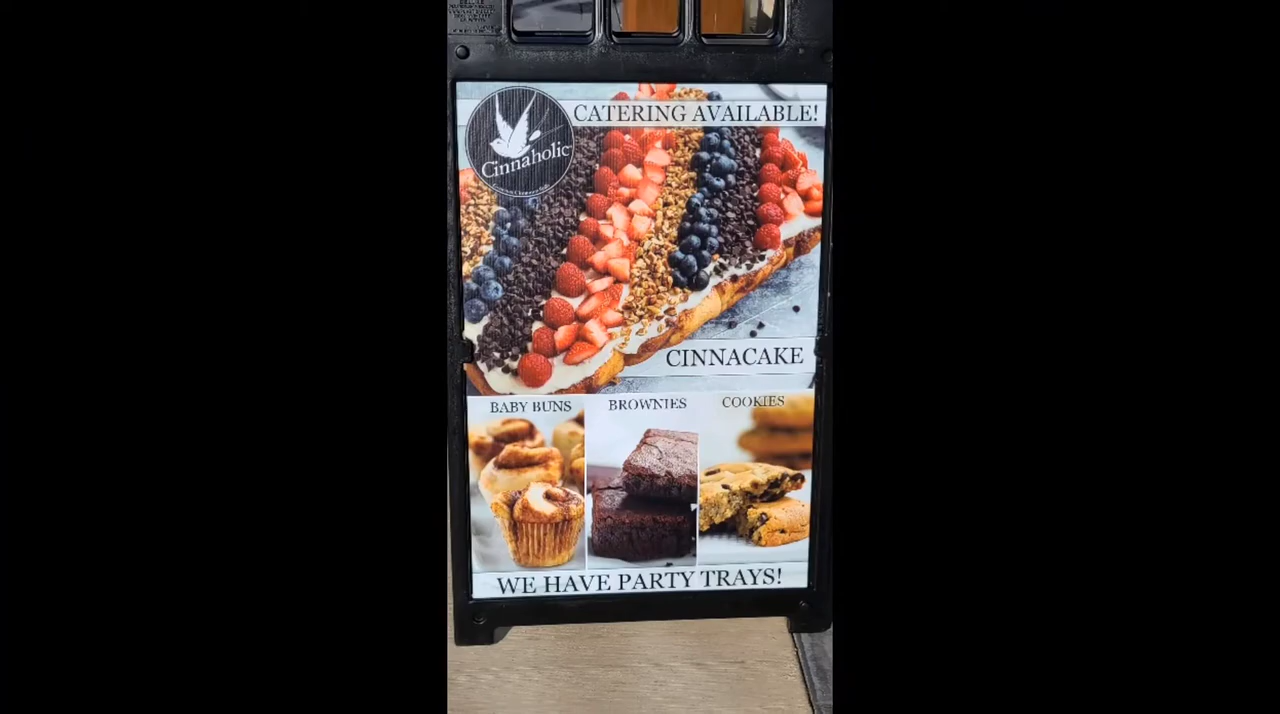 CATERING AVAILABLE!
Cinnaholic
CINNACAKE
BABY BUNS
BROWNIES
COOKIES
WE HAVE PARTY TRAYS!